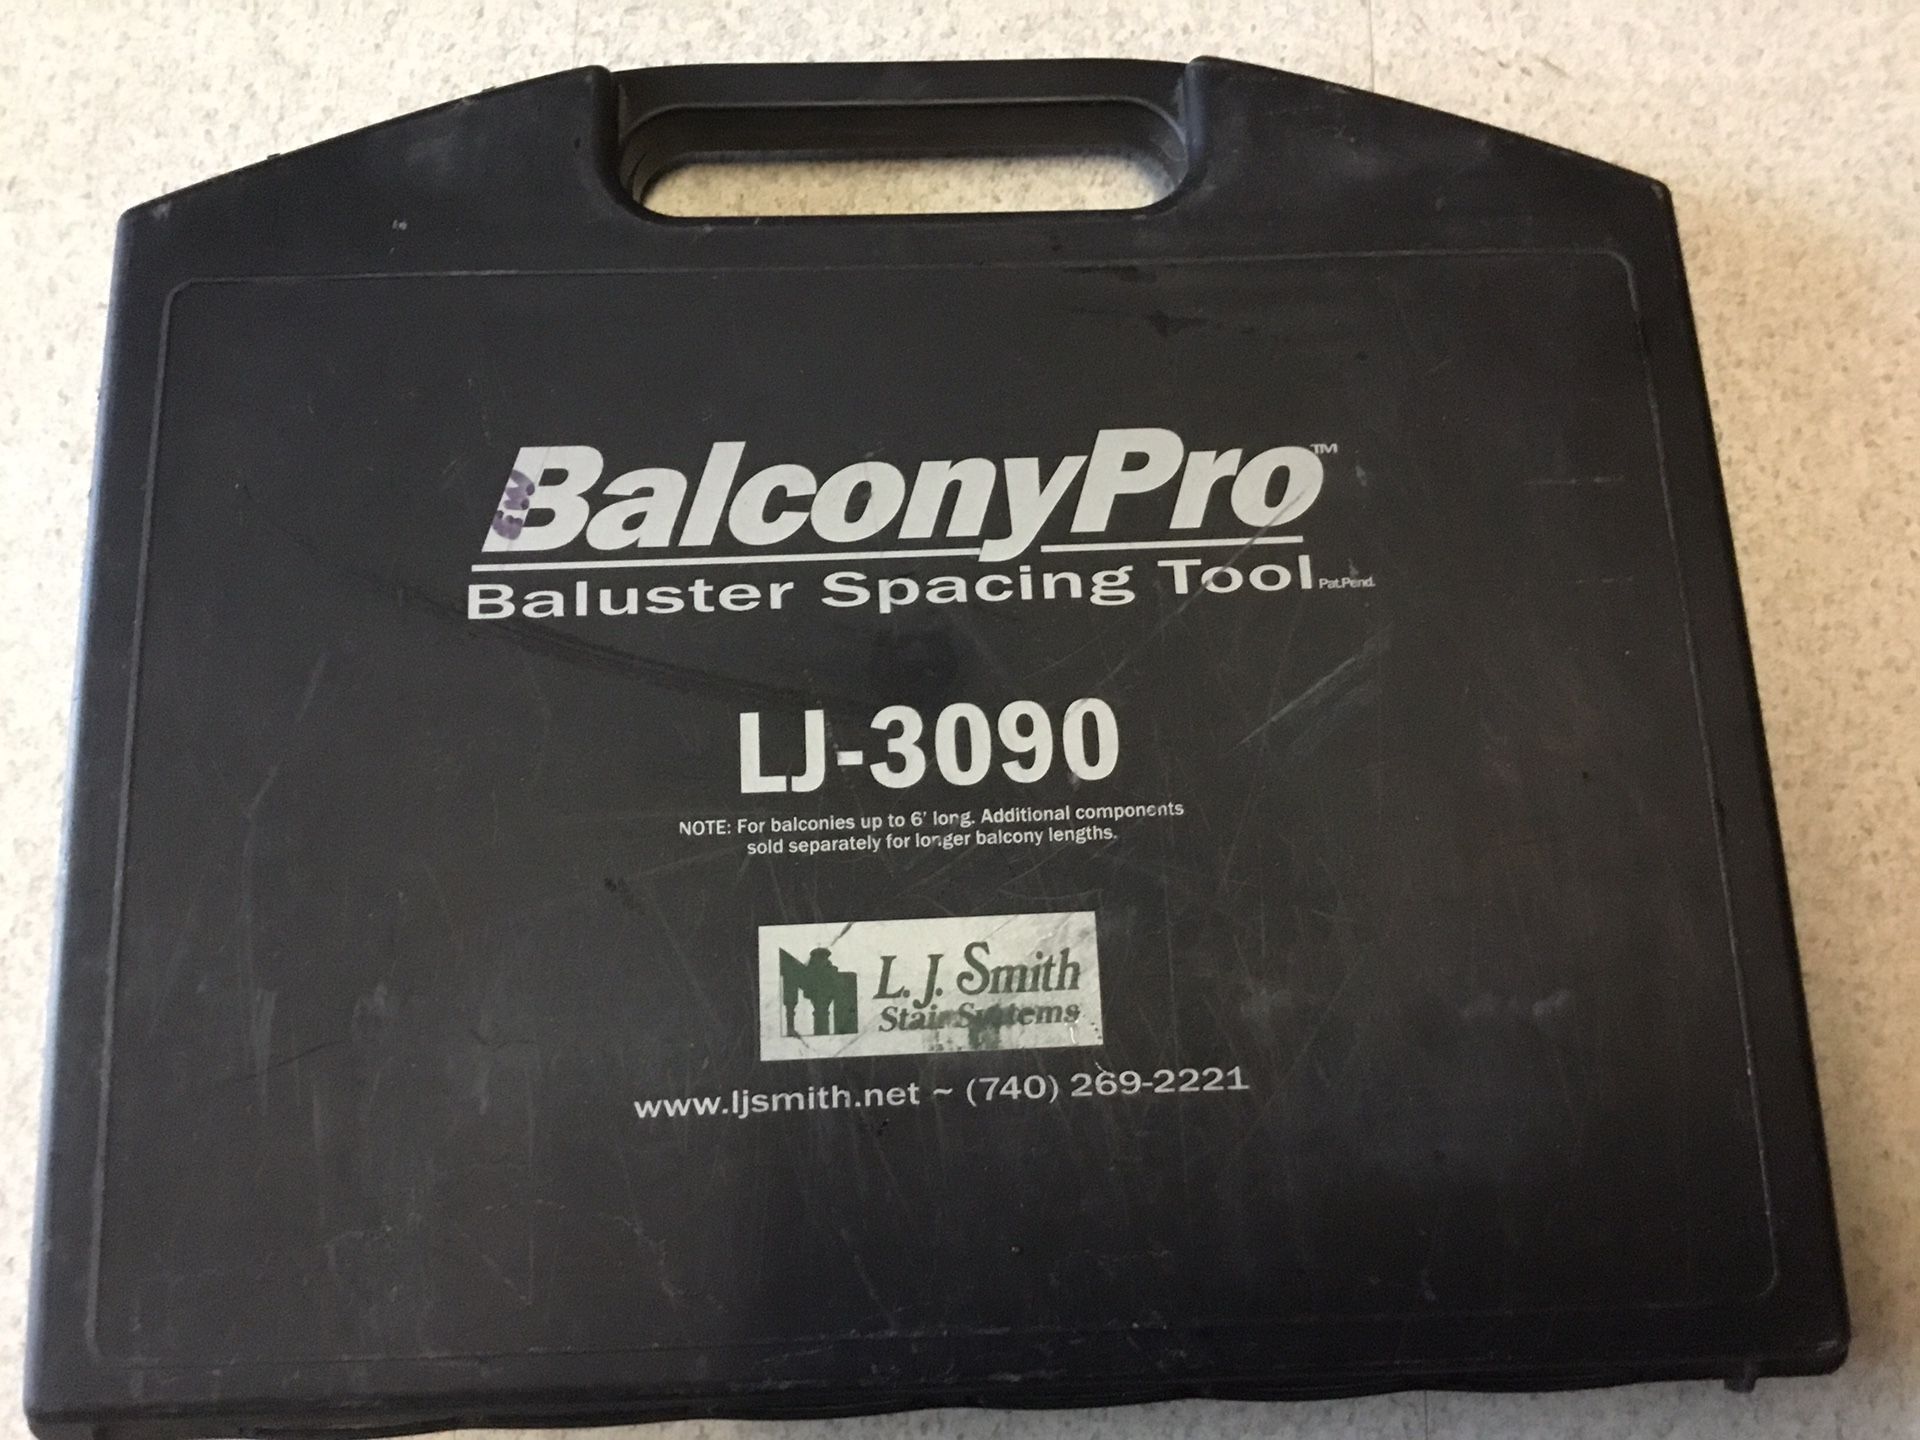 BalconyPro™
Baluster Spacing Tool Pat.Pend.
LJ-3090
NOTE: For balconies up to 6' long. Additional components
sold separately for longer balcony lengths.
L. J. Smith
Stair Systems
www.ljsmith.net ~ (740) 269-2221